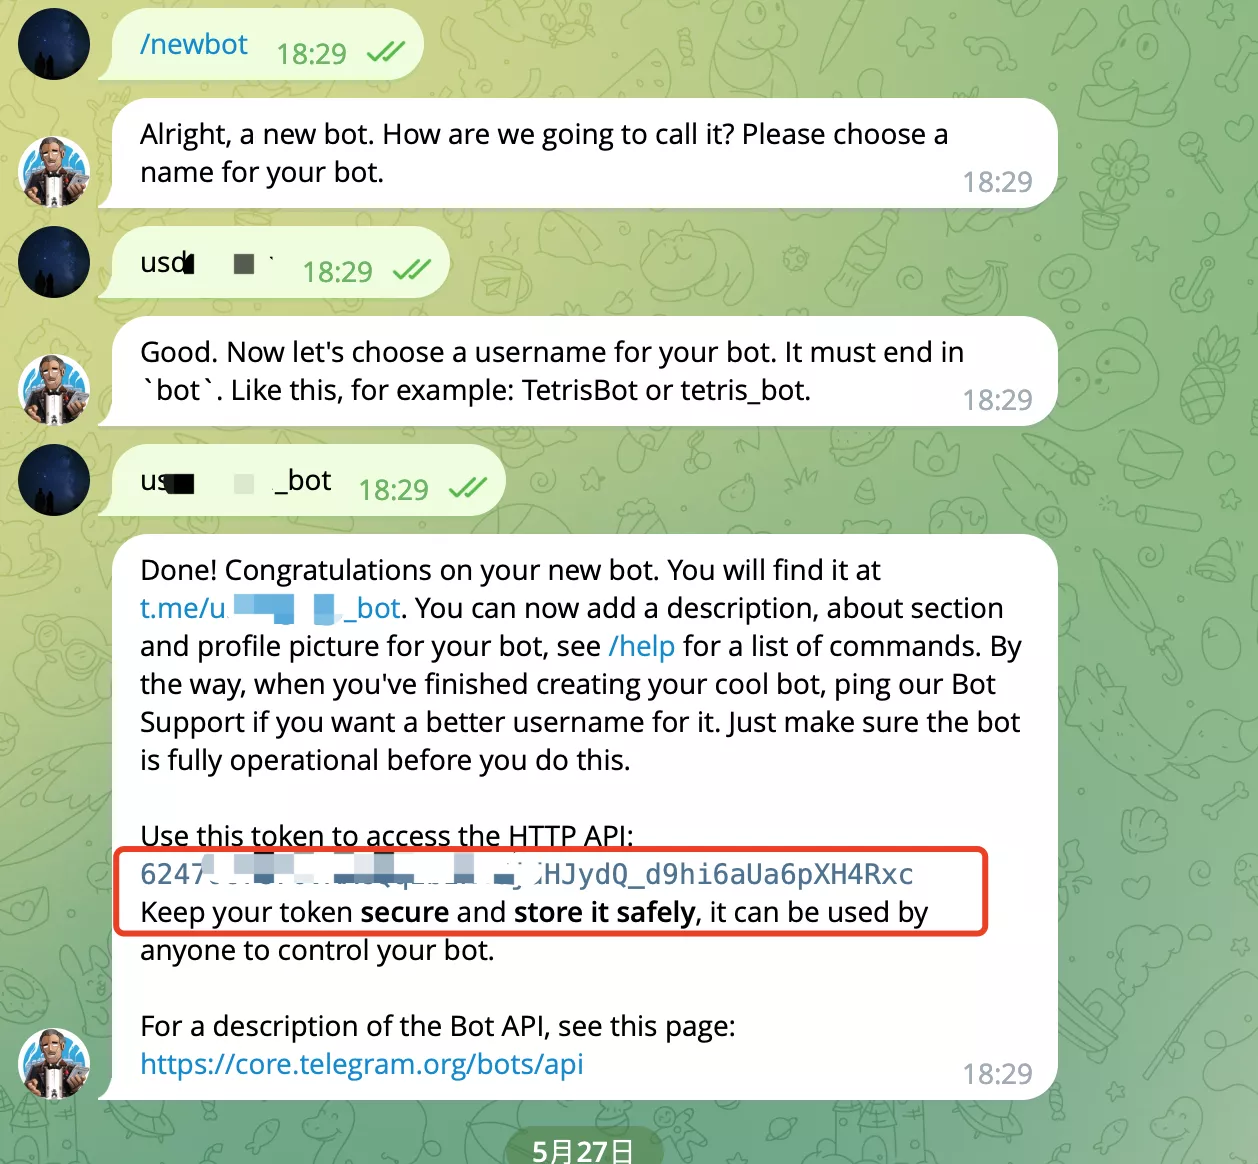 /newbot 18:29
Alright, a new bot. How are we going to call it? Please choose a
name for your bot.
18:29
usd 18:29
Good. Now let's choose a username for your bot. It must end in
`bot`. Like this, for example: TetrisBot or tetris_bot.
18:29
us _bot 18:29
Done! Congratulations on your new bot. You will find it at
t.me/u _bot. You can now add a description, about section
and profile picture for your bot, see /help for a list of commands. By
the way, when you've finished creating your cool bot, ping our Bot
Support if you want a better username for it. Just make sure the bot
is fully operational before you do this.
Use this token to access the HTTP API:
6247 HJydQ_d9hi6aUa6pXH4Rxc
Keep your token secure and store it safely, it can be used by
anyone to control your bot.
For a description of the Bot API, see this page:
https://core.telegram.org/bots/api
18:29
5月27日